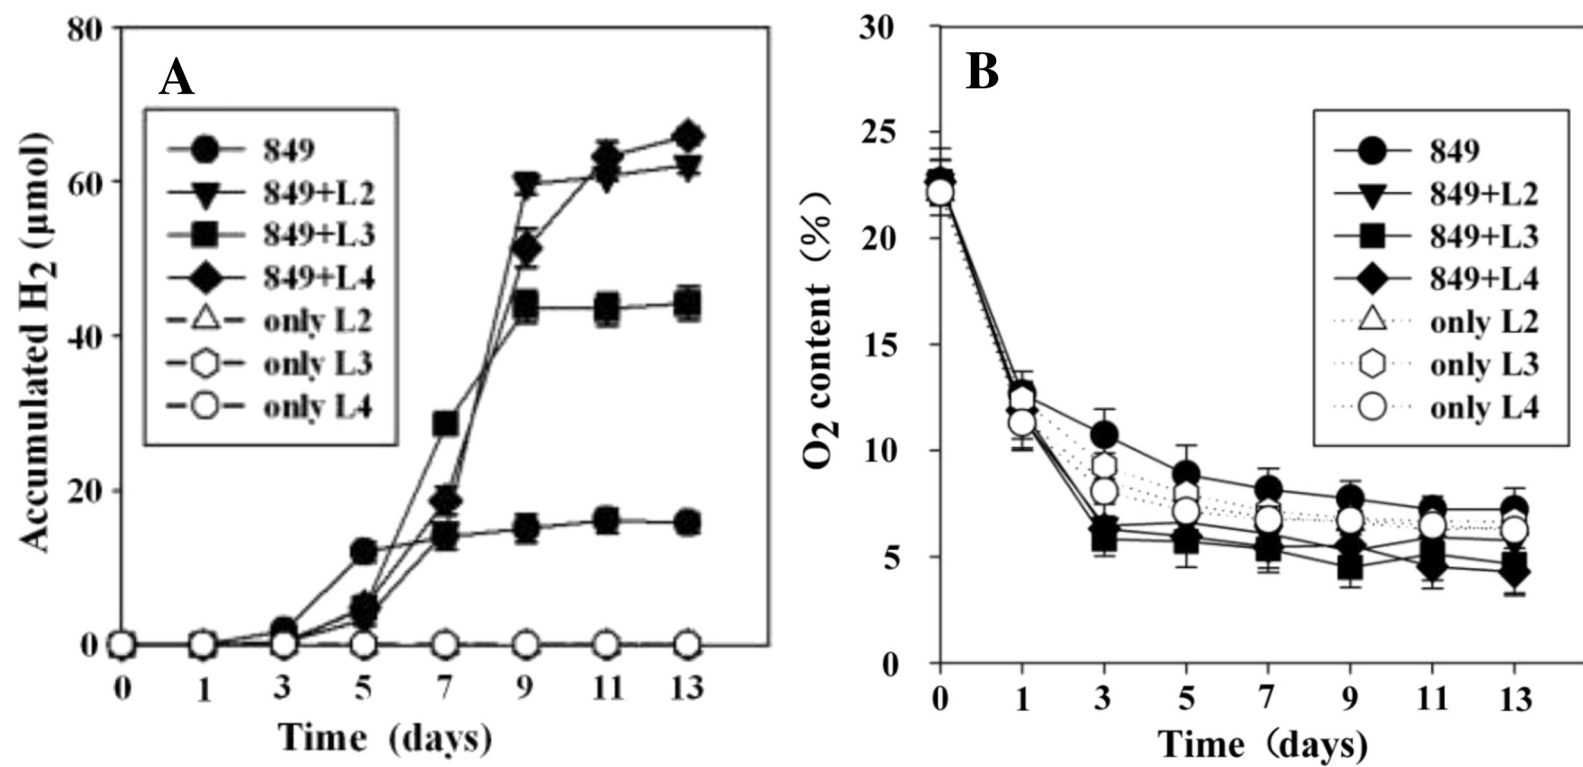 A
Accumulated H2 (μmol)
80
60
40
20
0
849
849+L2
849+L3
849+L4
only L2
only L3
only L4
0 1 3 5 7 9 11 13
Time (days)
B
O2 content (%)
30
25
20
15
10
5
0
849
849+L2
849+L3
849+L4
only L2
only L3
only L4
0 1 3 5 7 9 11 13
Time (days)